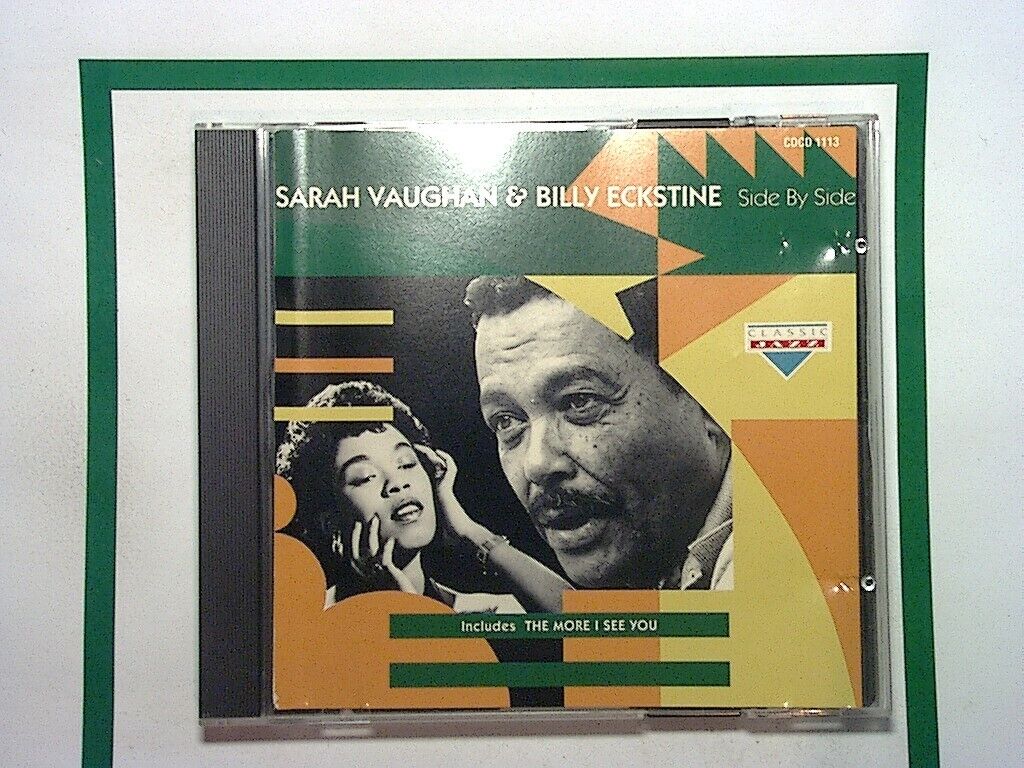 CDCD 1113
SARAH VAUGHAN & BILLY ECKSTINE Side By Side
CLASSIC
JAZZ
Includes THE MORE I SEE YOU